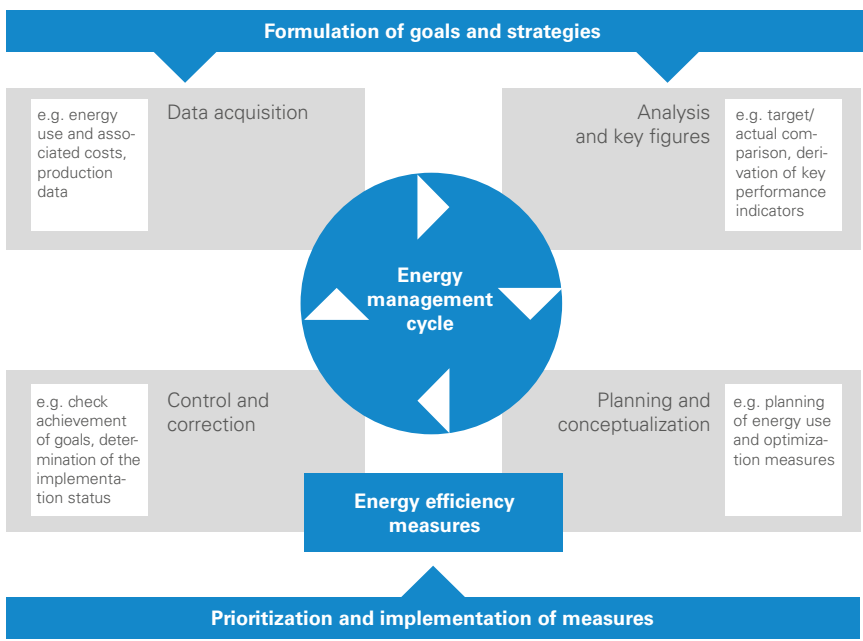 Formulation of goals and strategies
e.g. energy
use and asso-
ciated costs,
production
data
Data acquisition
Analysis
and key figures
e.g. target/
actual com-
parison, deri-
vation of key
performance
indicators
Energy
management
cycle
e.g. check
achievement
of goals, deter-
mination of the
implementa-
tion status
Control and
correction
Planning and
conceptualization
e.g. planning
of energy use
and optimiza-
tion measures
Energy efficiency
measures
Prioritization and implementation of measures